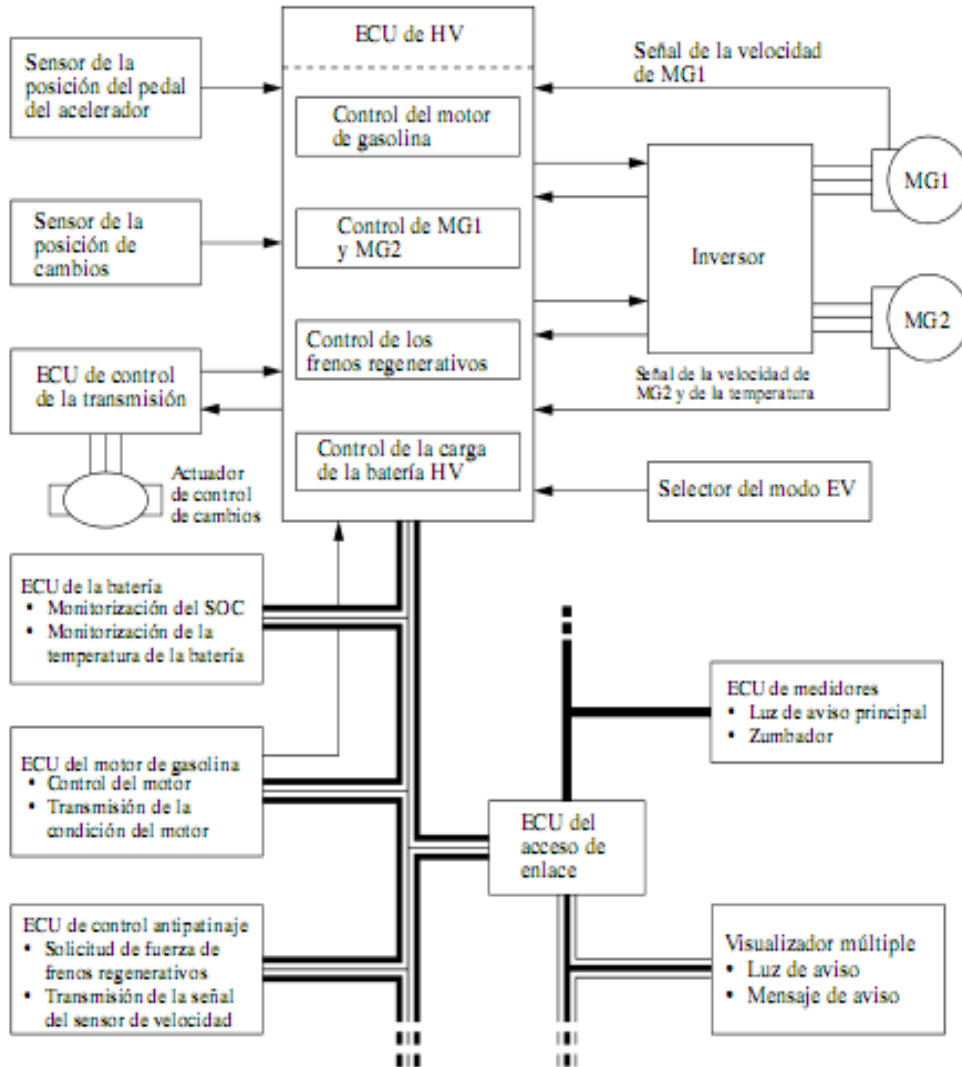 ECU de HV
Sensor de la
posición del pedal
del acelerador
Señal de la velocidad
de MG1
Control del motor
de gasolina
MG1
Sensor de la
posición de
cambios
Control de MG1
y MG2
Inversor
MG2
ECU de control
de la transmisión
Control de los
frenos regenerativos
Señal de la velocidad de
MG2 y de la temperatura
Actuador
de control
de cambios
Control de la carga
de la batería HV
Selector del modo EV
ECU de la batería
• Monitorización del SOC
• Monitorización de la
temperatura de la batería
ECU de medidores
• Luz de aviso principal
• Zumbador
ECU del motor de gasolina
• Control del motor
• Transmisión de la
condición del motor
ECU del
acceso de
enlace
ECU de control antipatinaje
• Solicitud de fuerza de
frenos regenerativos
• Transmisión de la señal
del sensor de velocidad
Visualizador múltiple
• Luz de aviso
• Mensaje de aviso